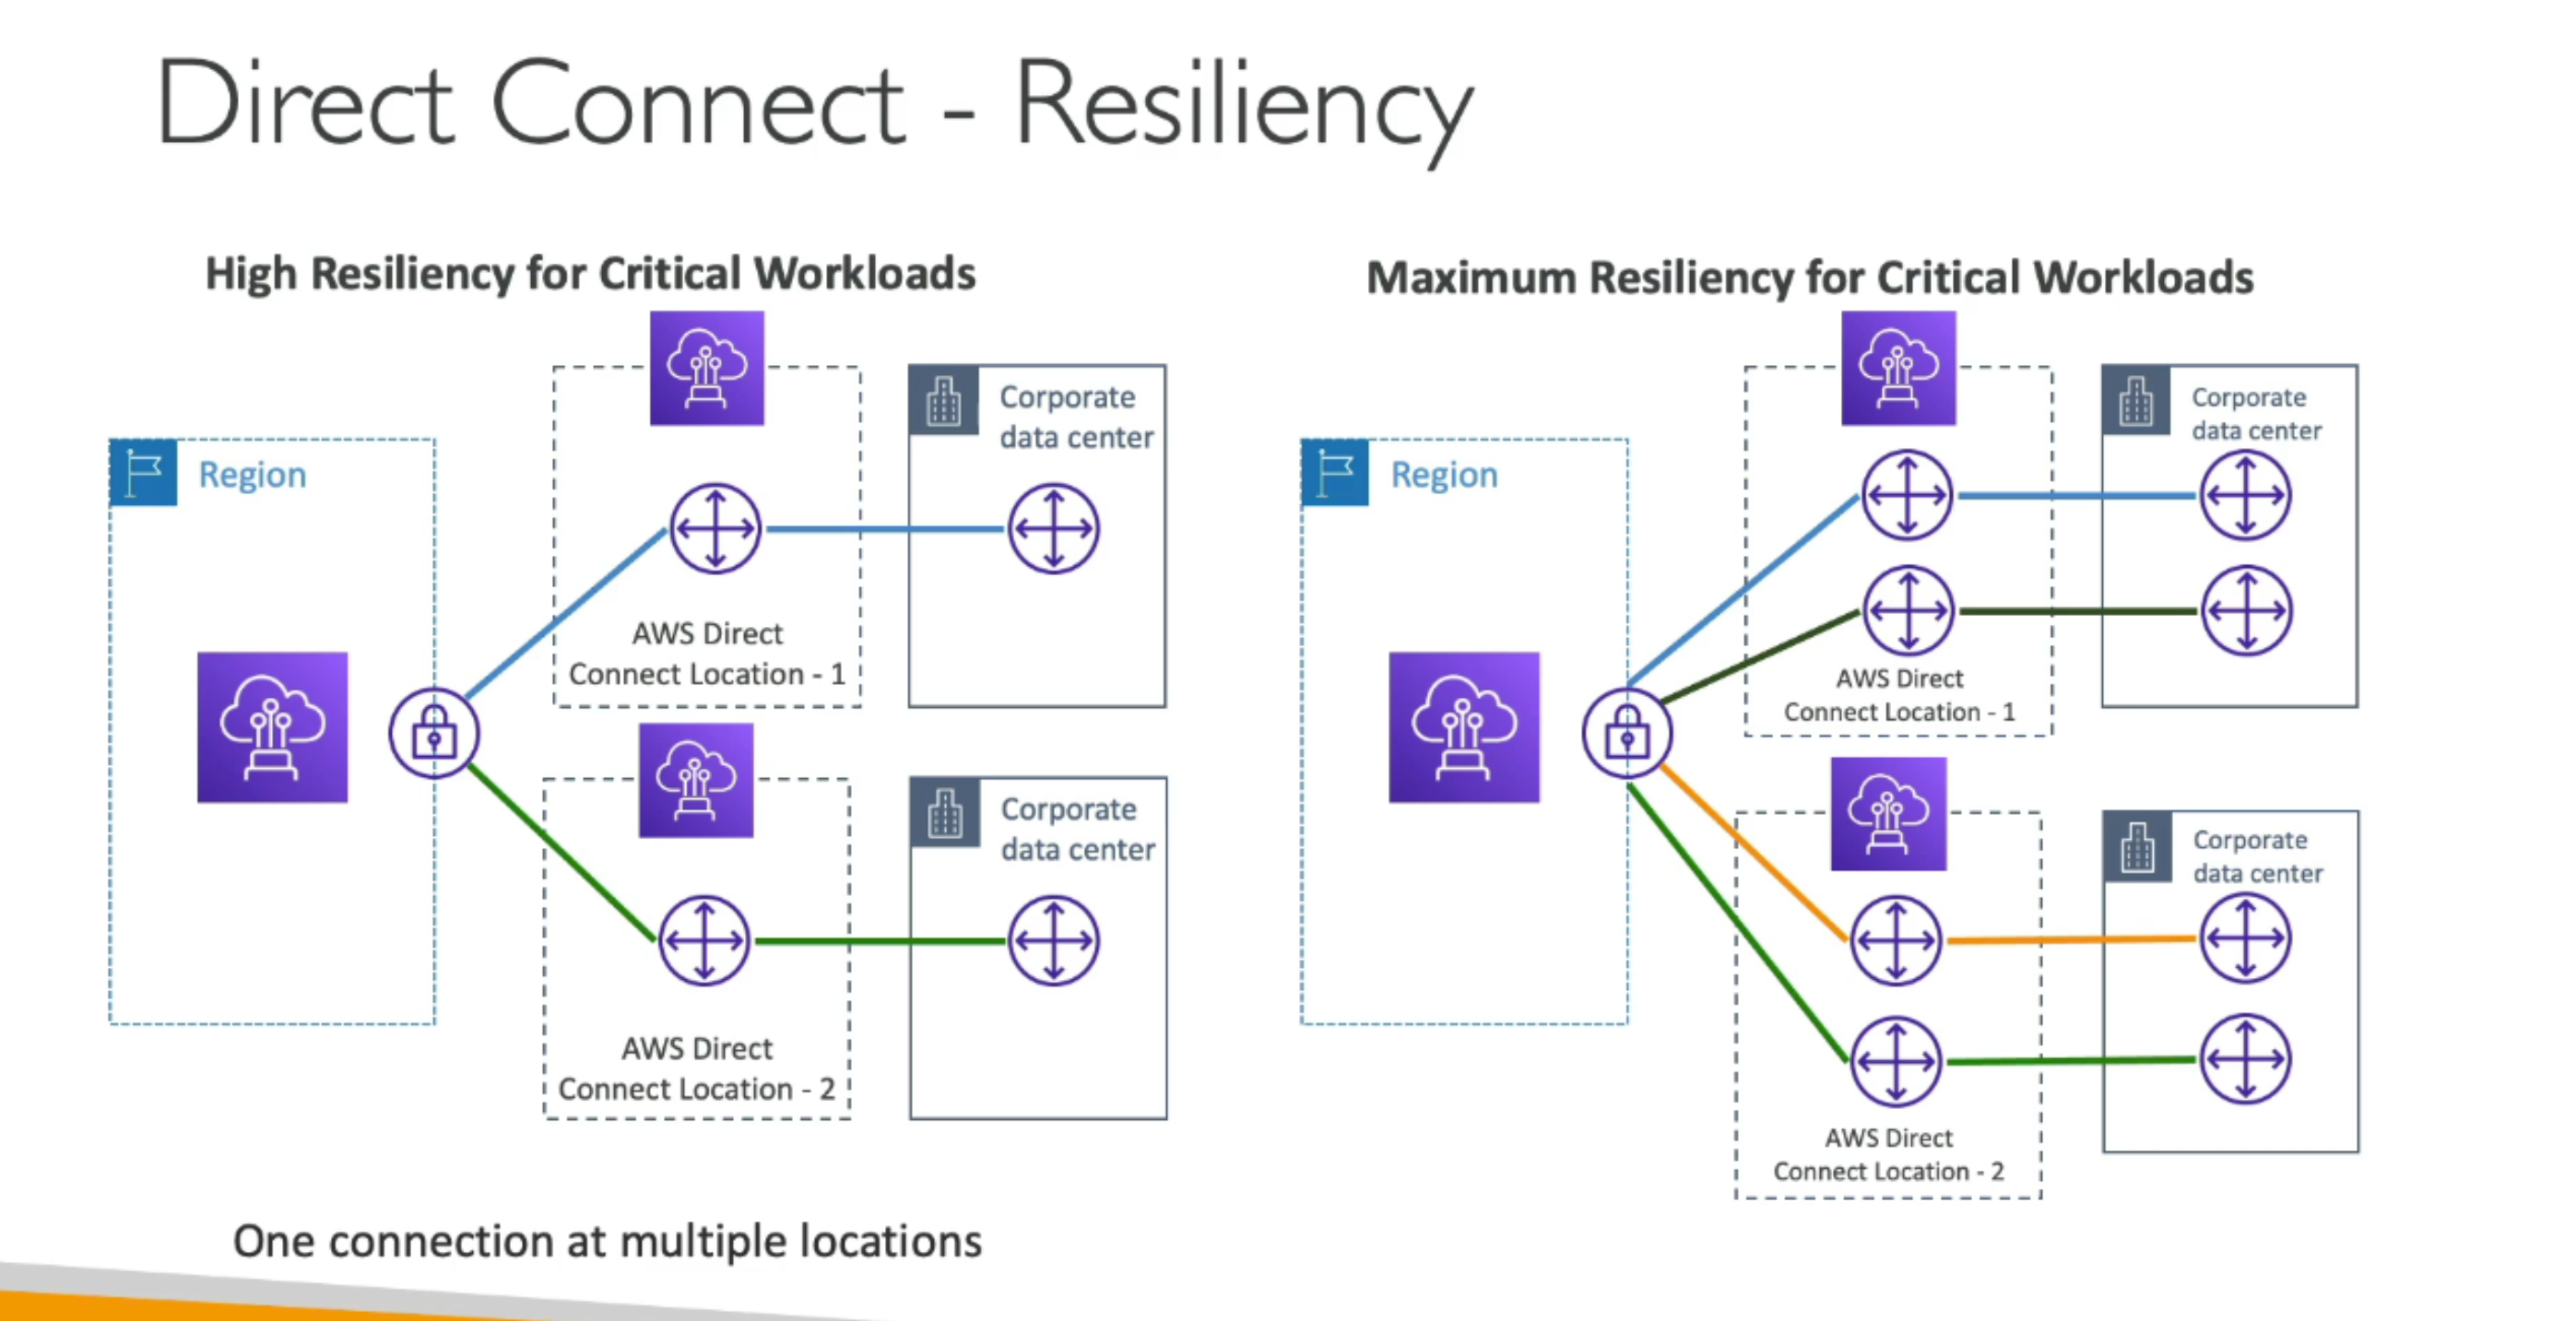 Direct Connect - Resiliency
High Resiliency for Critical Workloads
Region
Corporate
data center
AWS Direct
Connect Location - 1
Corporate
data center
AWS Direct
Connect Location - 2
One connection at multiple locations
Maximum Resiliency for Critical Workloads
Region
Corporate
data center
AWS Direct
Connect Location - 1
Corporate
data center
AWS Direct
Connect Location - 2